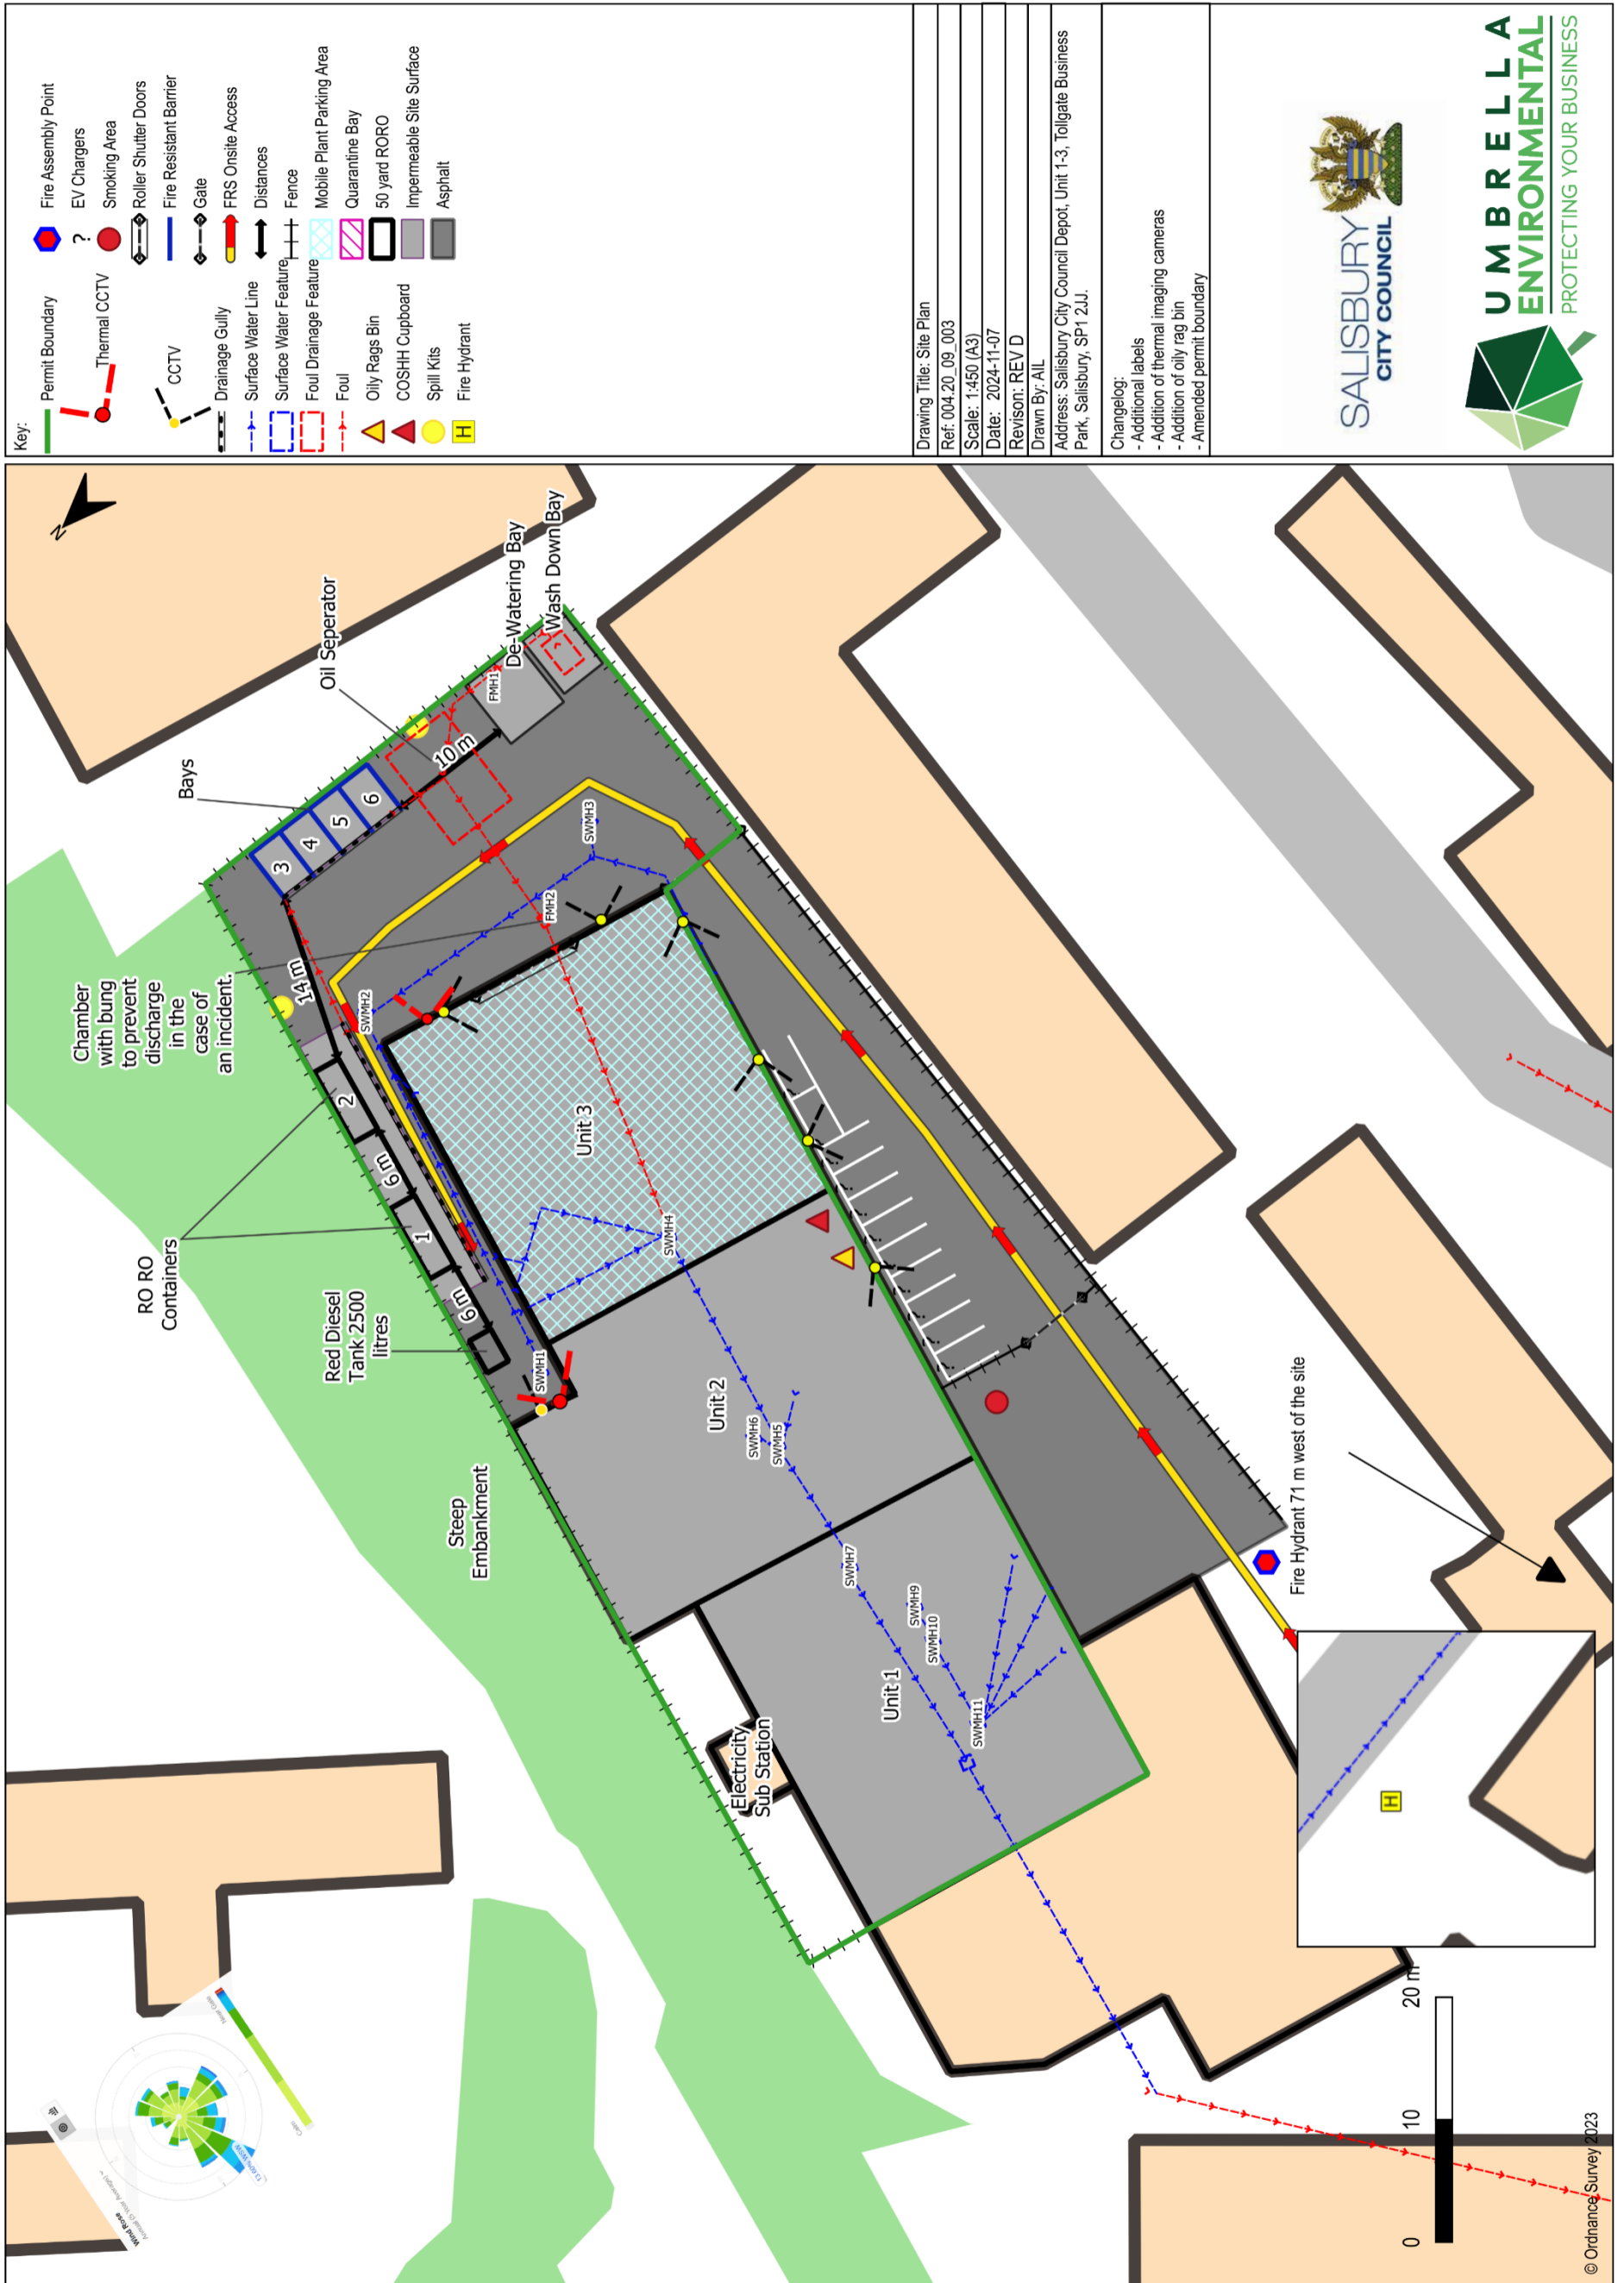 Key:
Permit Boundary
Thermal CCTV
CCTV
Drainage Gully
Surface Water Line
Surface Water Feature
Foul Drainage Feature
Foul
Oily Rags Bin
COSHH Cupboard
Spill Kits
H
Fire Hydrant
Fire Assembly Point
?
EV Chargers
Smoking Area
Roller Shutter Doors
Fire Resistant Barrier
Gate
FRS Onsite Access
Distances
Fence
Mobile Plant Parking Area
Quarantine Bay
50 yard RORO
Impermeable Site Surface
Asphalt
Drawing Title: Site Plan
Ref: 004.20_09_003
Scale: 1:450 (A3)
Date: 2024-11-07
Revison: REV D
Drawn By: AIL
Address: Salisbury City Council Depot, Unit 1-3, Tollgate Business
Park, Salisbury, SP1 2JJ.
Changelog:
- Additional labels
- Addition of thermal imaging cameras
- Addition of oily rag bin
- Amended permit boundary
SALISBURY
CITY COUNCIL
UMBRELLA
ENVIRONMENTAL
PROTECTING YOUR BUSINESS
N
Wind Rose
Calm
13.60% WSW
Electricity
Sub Station
Steep
Embankment
Red Diesel
Tank 2500
litres
RO RO
Containers
Chamber
with bung
to prevent
discharge
in the
case of
an incident.
Bays
Oil Seperator
De-Watering Bay
Wash Down Bay
6 m
1
6 m
2
14 m
3
4
5
6
10 m
FMH1
FMH2
SWMH1
SWMH2
SWMH3
SWMH4
SWMH5
SWMH6
SWMH7
SWMH9
SWMH10
SWMH11
Unit 1
Unit 2
Unit 3
Fire Hydrant 71 m west of the site
H
0
10
20 m
© Ordnance Survey 2023